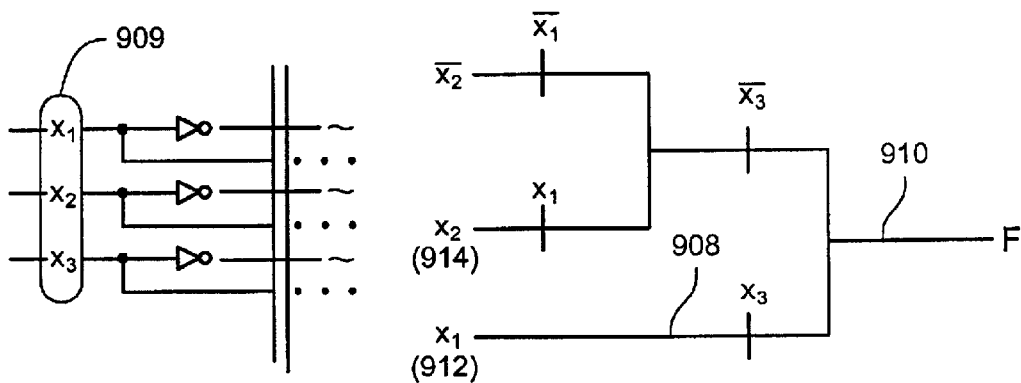 909
x₁
x₂
x₃
x̅₁
x̅₂
x̅₃
x₁
x₂
(914)
908
910
F
x₃
x₁
(912)